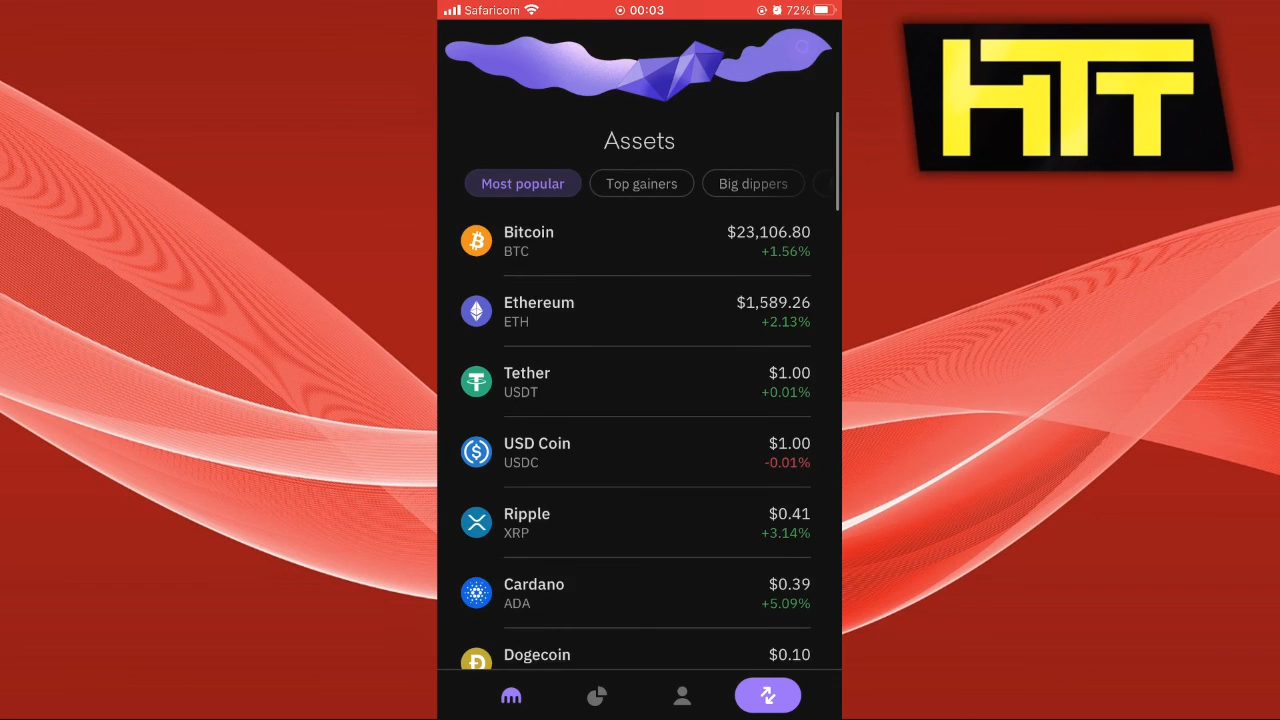 Safaricom
00:03
72%
HTT
Assets
Most popular
Top gainers
Big dippers
Bitcoin
$23,106.80
BTC
+1.56%
Ethereum
$1,589.26
ETH
+2.13%
Tether
$1.00
USDT
+0.01%
USD Coin
$1.00
USDC
-0.01%
Ripple
$0.41
XRP
+3.14%
Cardano
$0.39
ADA
+5.09%
Dogecoin
$0.10